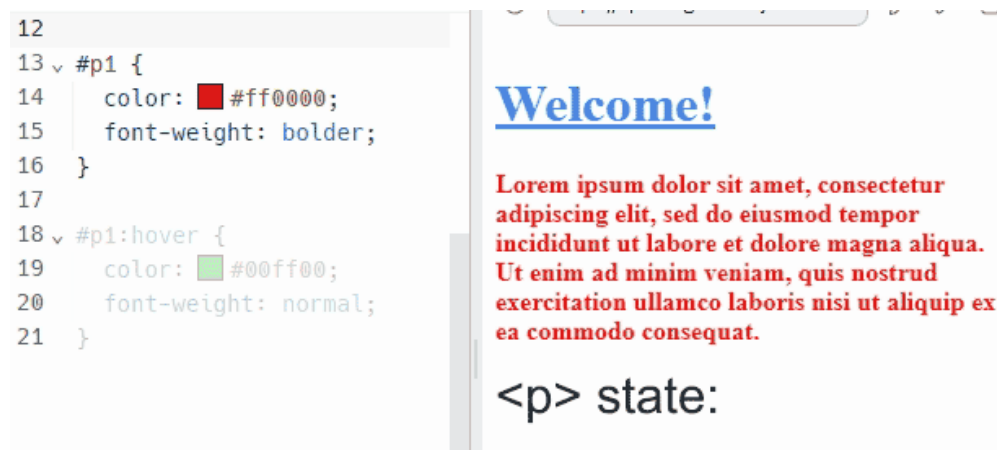 12
13 #p1 {
14 color: #ff0000;
15 font-weight: bolder;
16 }
17
18 #p1:hover {
19 color: #00ff00;
20 font-weight: normal;
21 }
Welcome!
Lorem ipsum dolor sit amet, consectetur
adipiscing elit, sed do eiusmod tempor
incididunt ut labore et dolore magna aliqua.
Ut enim ad minim veniam, quis nostrud
exercitation ullamco laboris nisi ut aliquip ex
ea commodo consequat.
<p> state: